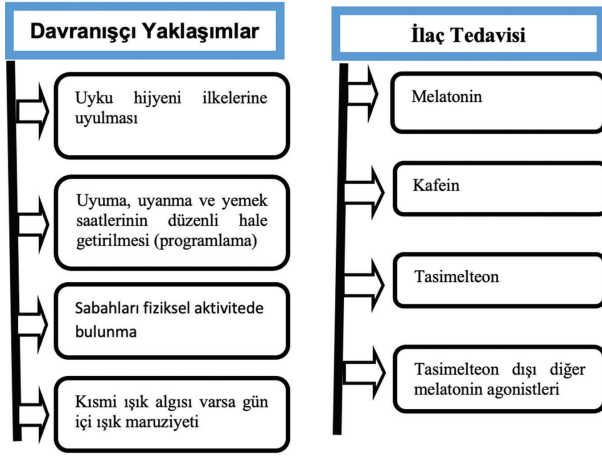 Davranışçı Yaklaşımlar
Uyku hijyeni ilkelerine
uyulması
Uyuma, uyanma ve yemek
saatlerinin düzenli hale
getirilmesi (programlama)
Sabahları fiziksel aktivitede
bulunma
Kısmi ışık algısı varsa gün
içi ışık maruziyeti
İlaç Tedavisi
Melatonin
Kafein
Tasimelteon
Tasimelteon dışı diğer
melatonin agonistleri